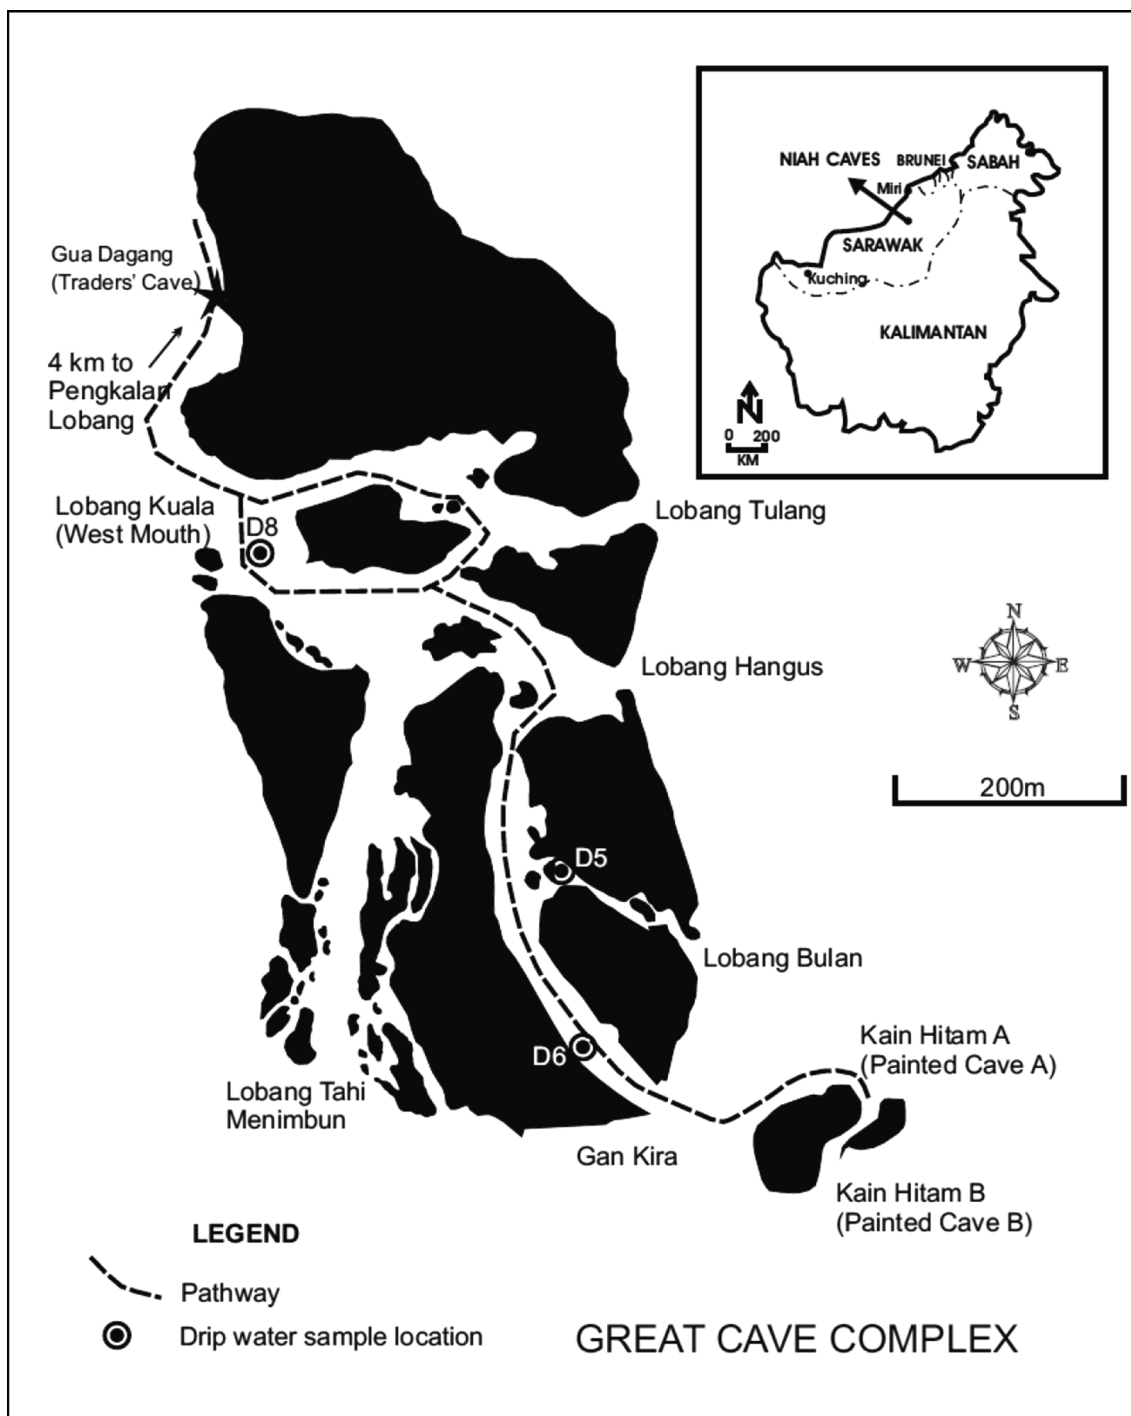 NIAH CAVES
BRUNEI
SABAH
Miri
SARAWAK
Kuching
KALIMANTAN
N
0 200
KM
Gua Dagang
(Traders' Cave)
4 km to
Pengkalan
Lobang
Lobang Kuala
(West Mouth)
D8
Lobang Tulang
Lobang Hangus
N
W E
S
200m
D5
Lobang Bulan
D6
Kain Hitam A
(Painted Cave A)
Lobang Tahi
Menimbun
Gan Kira
Kain Hitam B
(Painted Cave B)
LEGEND
Pathway
Drip water sample location
GREAT CAVE COMPLEX